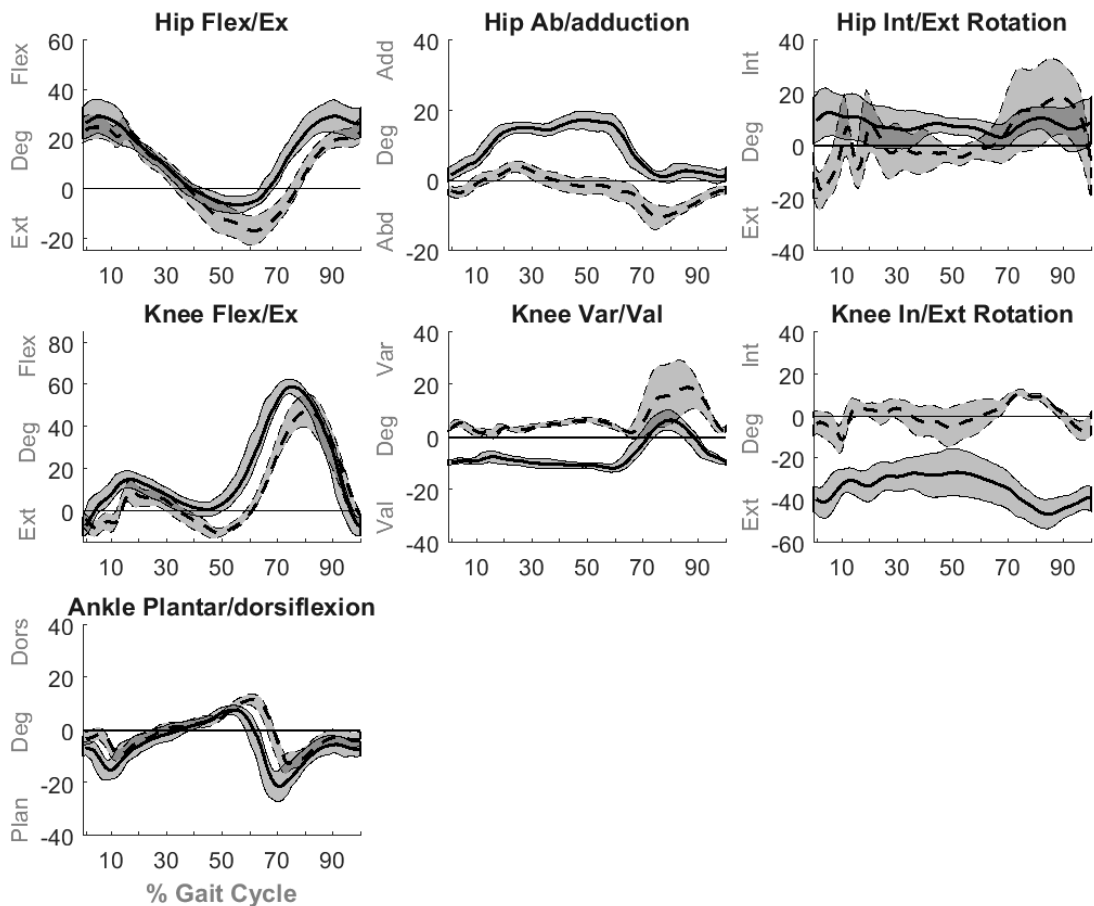 Hip Flex/Ex
Flex
Deg
Ext
60
40
20
0
-20
10 30 50 70 90
Hip Ab/adduction
Add
Deg
Abd
40
20
0
-20
10 30 50 70 90
Hip Int/Ext Rotation
Int
Deg
Ext
40
20
0
-20
-40
10 30 50 70 90
Knee Flex/Ex
Flex
Deg
Ext
80
60
40
20
0
10 30 50 70 90
Knee Var/Val
Var
Deg
Val
40
20
0
-20
-40
10 30 50 70 90
Knee In/Ext Rotation
Int
Deg
Ext
40
20
0
-20
-40
-60
10 30 50 70 90
Ankle Plantar/dorsiflexion
Dors
Deg
Plan
40
20
0
-20
-40
10 30 50 70 90
% Gait Cycle